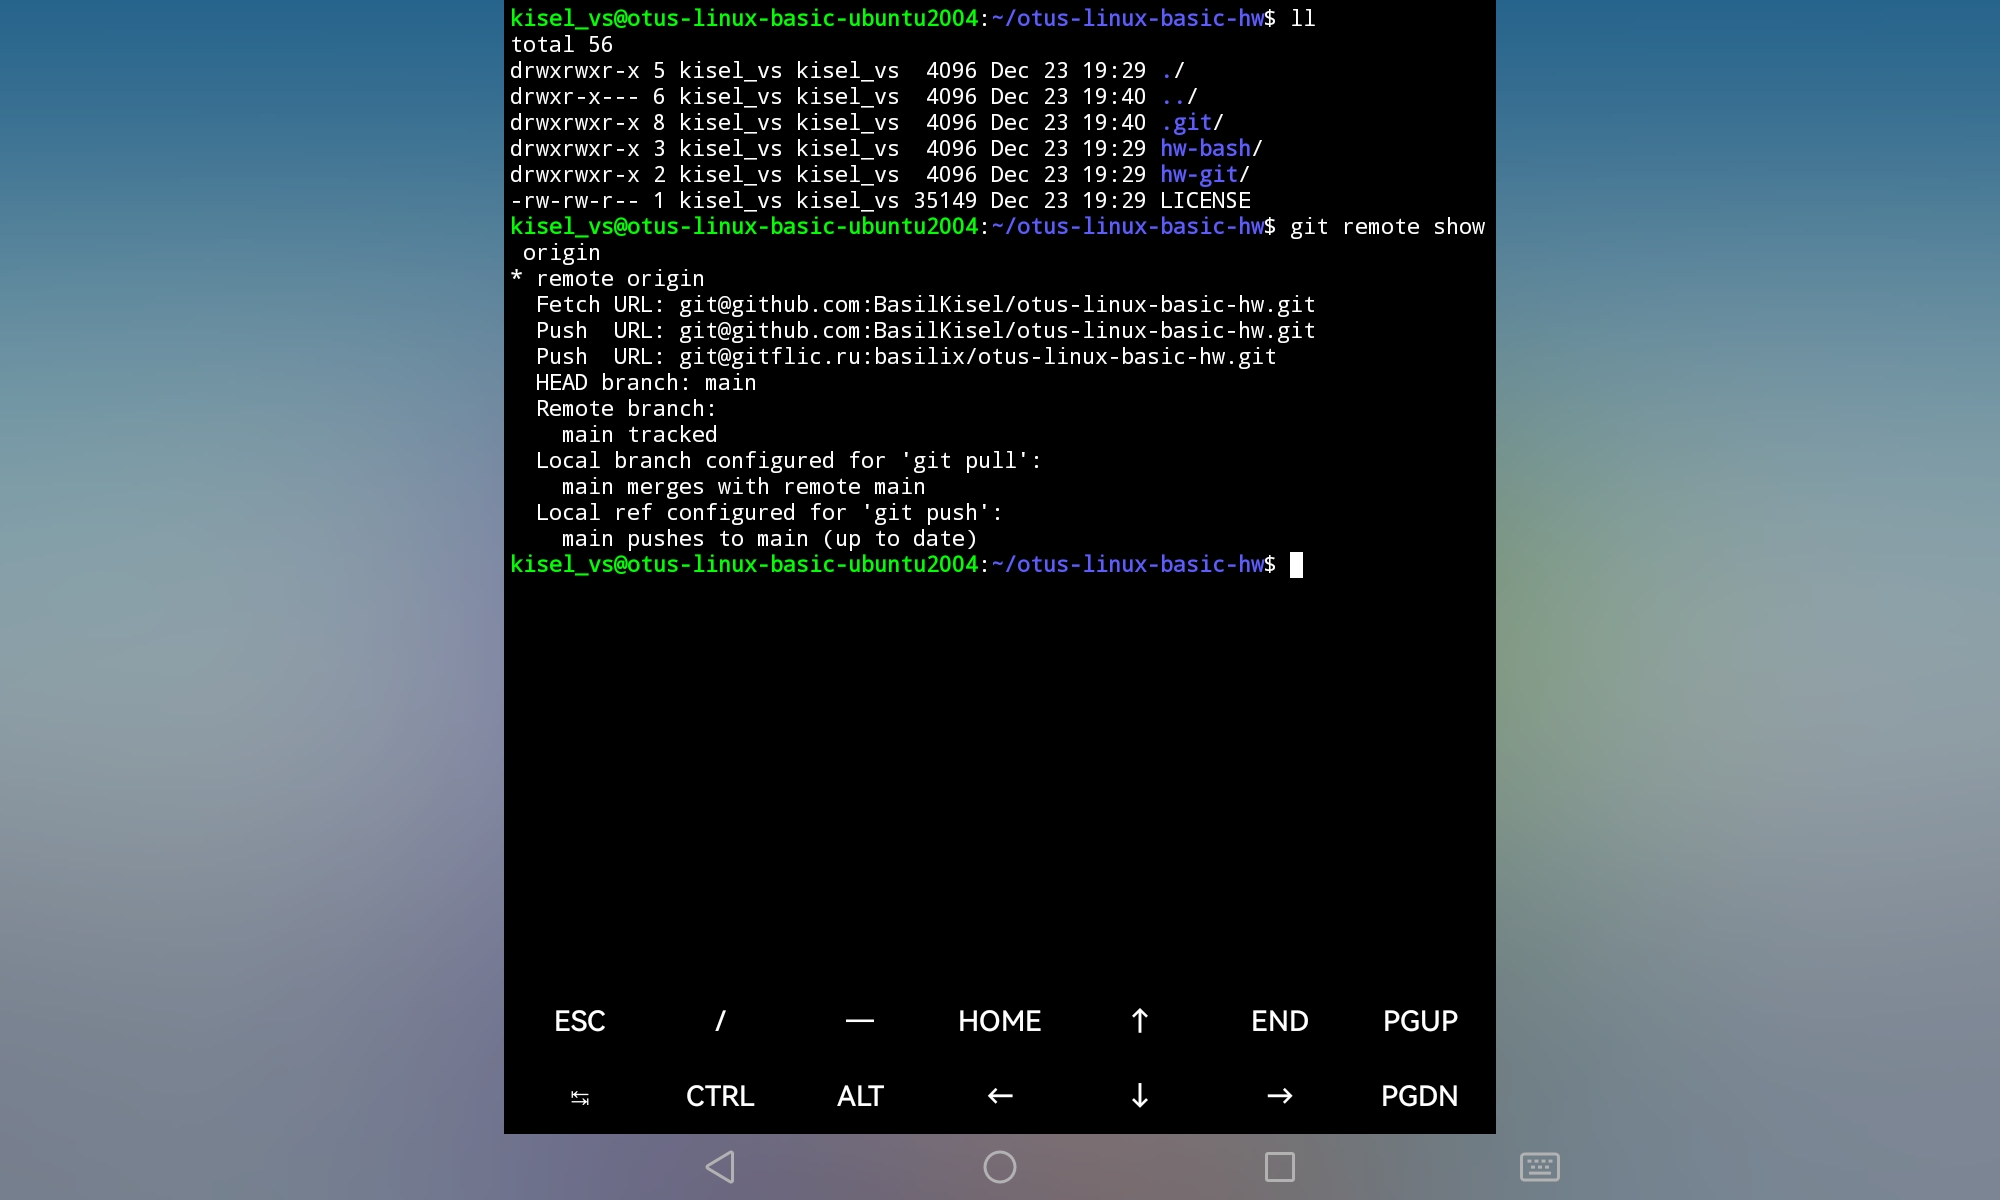 kisel_vs@otus-linux-basic-ubuntu2004:~/otus-linux-basic-hw$ ll
total 56
drwxrwxr-x 5 kisel_vs kisel_vs  4096 Dec 23 19:29 ./
drwxr-x--- 6 kisel_vs kisel_vs  4096 Dec 23 19:40 ../
drwxrwxr-x 8 kisel_vs kisel_vs  4096 Dec 23 19:40 .git/
drwxrwxr-x 3 kisel_vs kisel_vs  4096 Dec 23 19:29 hw-bash/
drwxrwxr-x 2 kisel_vs kisel_vs  4096 Dec 23 19:29 hw-git/
-rw-rw-r-- 1 kisel_vs kisel_vs 35149 Dec 23 19:29 LICENSE
kisel_vs@otus-linux-basic-ubuntu2004:~/otus-linux-basic-hw$ git remote show
 origin
* remote origin
  Fetch URL: git@github.com:BasilKisel/otus-linux-basic-hw.git
  Push  URL: git@github.com:BasilKisel/otus-linux-basic-hw.git
  Push  URL: git@gitflic.ru:basilix/otus-linux-basic-hw.git
  HEAD branch: main
  Remote branch:
    main tracked
  Local branch configured for 'git pull':
    main merges with remote main
  Local ref configured for 'git push':
    main pushes to main (up to date)
kisel_vs@otus-linux-basic-ubuntu2004:~/otus-linux-basic-hw$
ESC / — HOME ↑ END PGUP
↹ CTRL ALT ← ↓ → PGDN